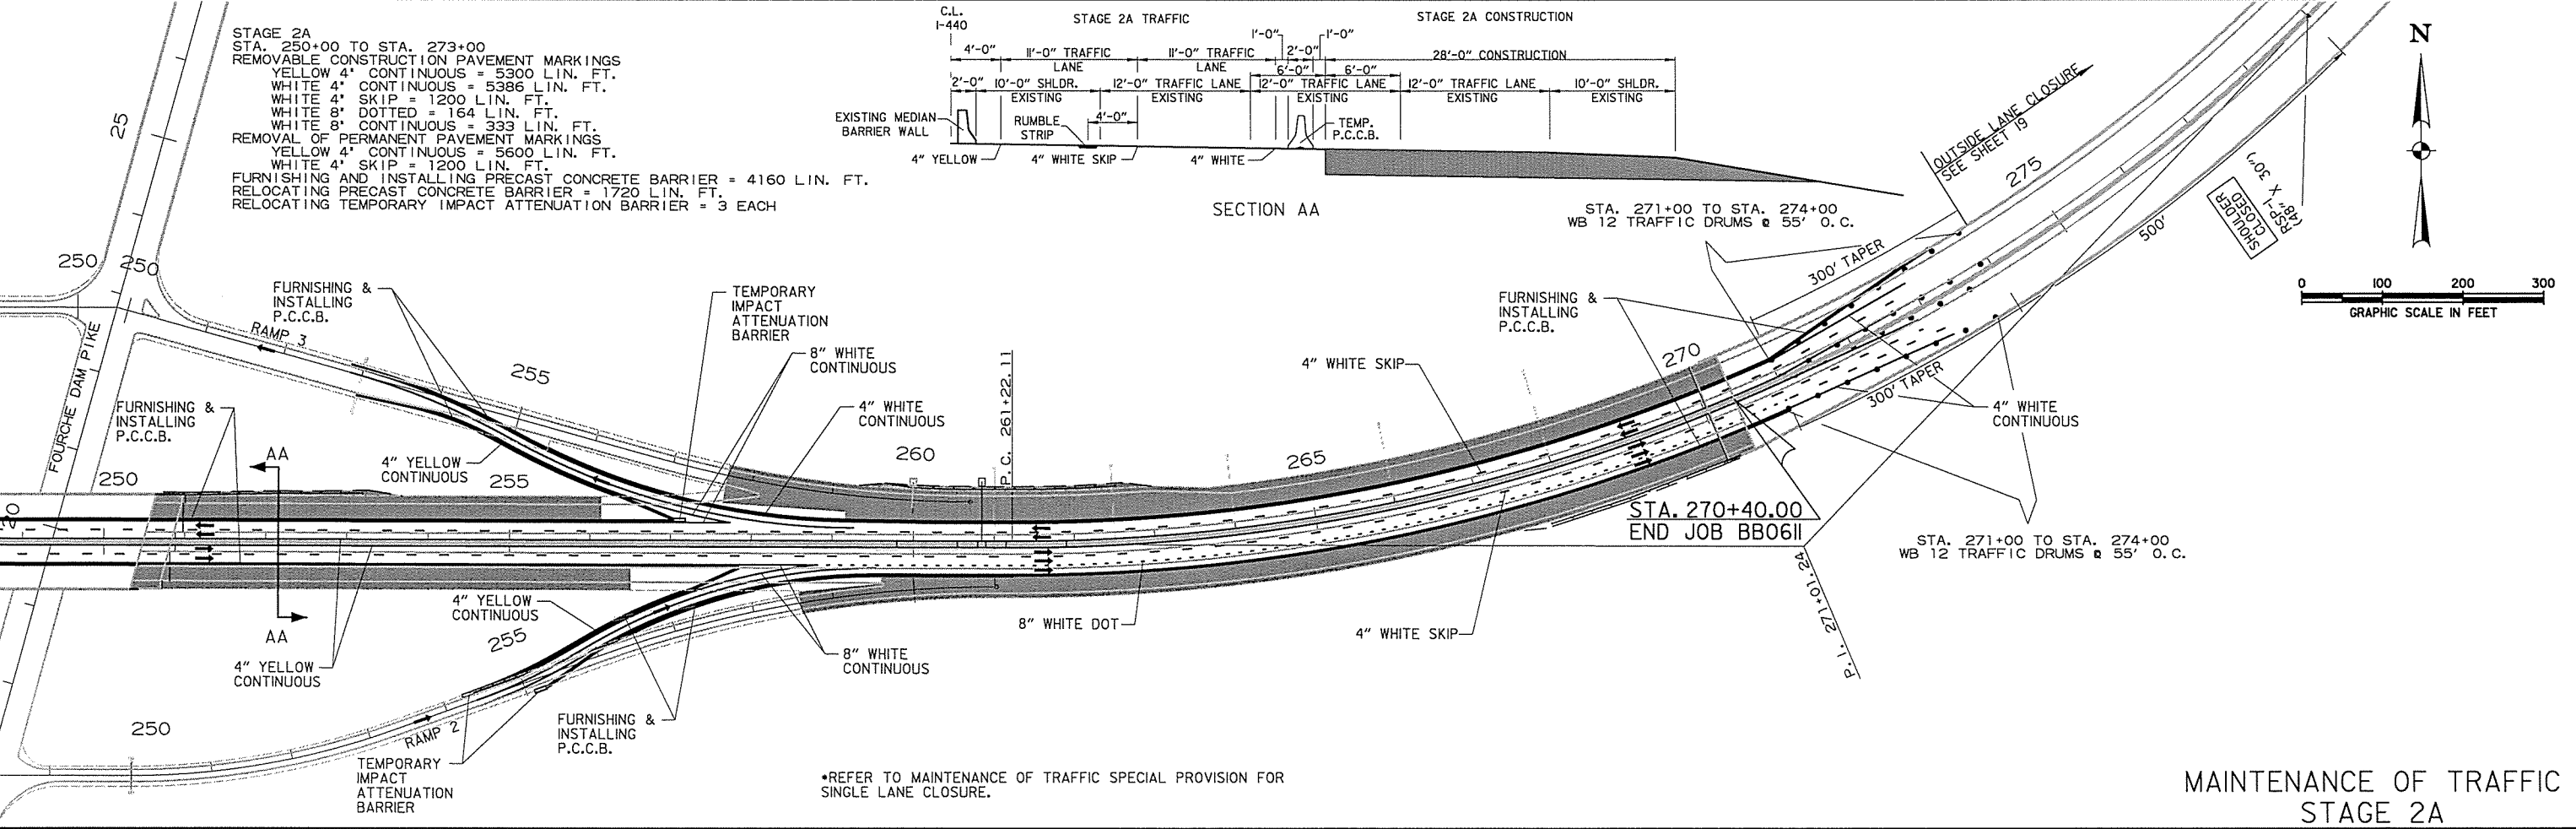 STAGE 2A
STA. 250+00 TO STA. 273+00
REMOVABLE CONSTRUCTION PAVEMENT MARKINGS
YELLOW 4" CONTINUOUS = 5300 LIN. FT.
WHITE 4" CONTINUOUS = 5386 LIN. FT.
WHITE 4" SKIP = 1200 LIN. FT.
WHITE 8" DOTTED = 164 LIN. FT.
WHITE 8" CONTINUOUS = 333 LIN. FT.
REMOVAL OF PERMANENT PAVEMENT MARKINGS
YELLOW 4" CONTINUOUS = 5600 LIN. FT.
WHITE 4" SKIP = 1200 LIN. FT.
FURNISHING AND INSTALLING PRECAST CONCRETE BARRIER = 4160 LIN. FT.
RELOCATING PRECAST CONCRETE BARRIER = 1720 LIN. FT.
RELOCATING TEMPORARY IMPACT ATTENUATION BARRIER = 3 EACH
C.L.
I-440
STAGE 2A TRAFFIC
STAGE 2A CONSTRUCTION
4'-0"
11'-0" TRAFFIC
LANE
11'-0" TRAFFIC
LANE
1'-0"
2'-0"
1'-0"
28'-0" CONSTRUCTION
6'-0"
6'-0"
2'-0"
10'-0" SHLDR.
EXISTING
12'-0" TRAFFIC LANE
EXISTING
12'-0" TRAFFIC LANE
EXISTING
12'-0" TRAFFIC LANE
EXISTING
10'-0" SHLDR.
EXISTING
EXISTING MEDIAN
BARRIER WALL
RUMBLE
STRIP
4'-0"
TEMP.
P.C.C.B.
4" YELLOW
4" WHITE SKIP
4" WHITE
SECTION AA
OUTSIDE LANE CLOSURE
SEE SHEET 19
275
STA. 271+00 TO STA. 274+00
WB 12 TRAFFIC DRUMS @ 55' O.C.
300' TAPER
RSP-1
(48" X 30")
SHOULDER
CLOSED
500'
N
0 100 200 300
GRAPHIC SCALE IN FEET
25
250
250
FURNISHING &
INSTALLING
P.C.C.B.
TEMPORARY
IMPACT
ATTENUATION
BARRIER
8" WHITE
CONTINUOUS
4" WHITE
CONTINUOUS
RAMP 3
255
FOURCHE DAM PIKE
FURNISHING &
INSTALLING
P.C.C.B.
AA
4" YELLOW
CONTINUOUS
250
255
260
P.C. 261+22.11
265
4" WHITE SKIP
FURNISHING &
INSTALLING
P.C.C.B.
270
300' TAPER
4" WHITE
CONTINUOUS
20
STA. 270+40.00
END JOB BB0611
STA. 271+00 TO STA. 274+00
WB 12 TRAFFIC DRUMS @ 55' O.C.
P.I. 271+01.24
AA
4" YELLOW
CONTINUOUS
4" YELLOW
CONTINUOUS
255
8" WHITE
CONTINUOUS
8" WHITE DOT
4" WHITE SKIP
250
RAMP 2
FURNISHING &
INSTALLING
P.C.C.B.
TEMPORARY
IMPACT
ATTENUATION
BARRIER
*REFER TO MAINTENANCE OF TRAFFIC SPECIAL PROVISION FOR
SINGLE LANE CLOSURE.
MAINTENANCE OF TRAFFIC
STAGE 2A